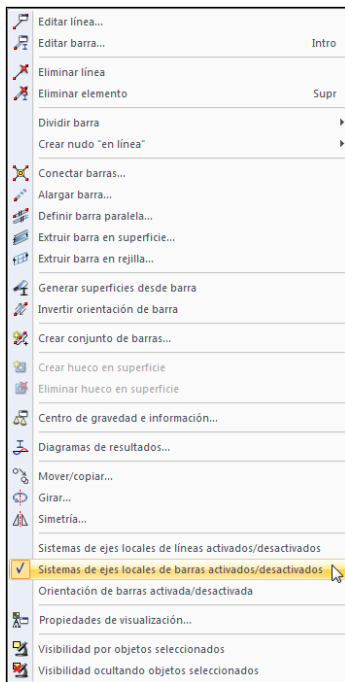 Editar línea...
Editar barra... Intro
Eliminar línea
Eliminar elemento Supr
Dividir barra
Crear nudo "en línea"
Conectar barras...
Alargar barra...
Definir barra paralela...
Extruir barra en superficie...
Extruir barra en rejilla...
Generar superficies desde barra
Invertir orientación de barra
Crear conjunto de barras...
Crear hueco en superficie
Eliminar hueco en superficie
Centro de gravedad e información...
Diagramas de resultados...
Mover/copiar...
Girar...
Simetría...
Sistemas de ejes locales de líneas activados/desactivados
Sistemas de ejes locales de barras activados/desactivados
Orientación de barras activada/desactivada
Propiedades de visualización...
Visibilidad por objetos seleccionados
Visibilidad ocultando objetos seleccionados